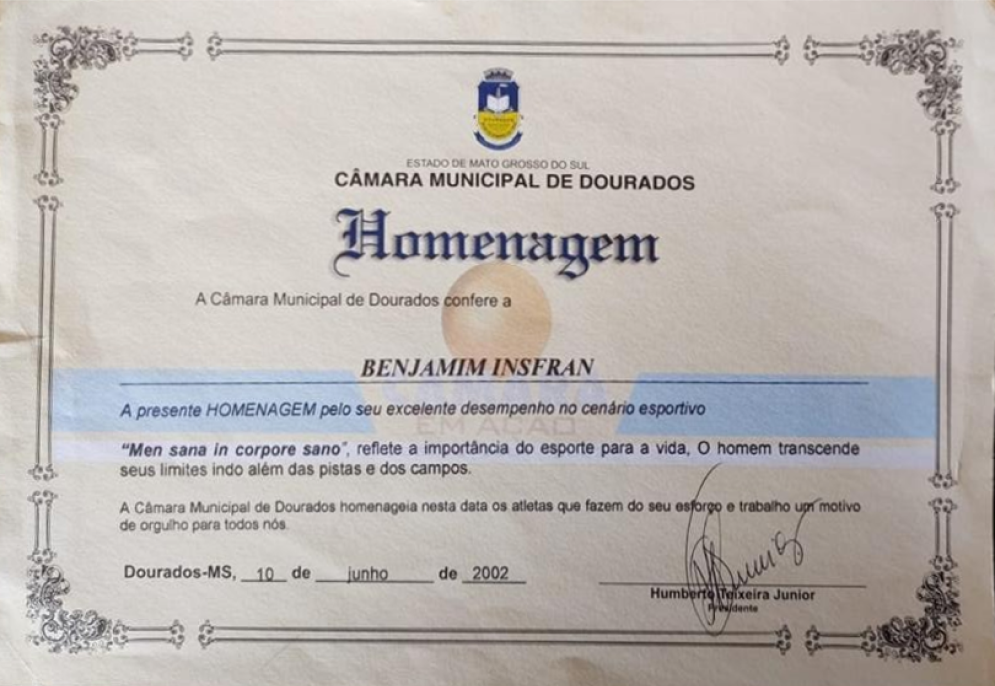 ESTADO DE MATO GROSSO DO SUL
CÂMARA MUNICIPAL DE DOURADOS
Homenagem
A Câmara Municipal de Dourados confere a
BENJAMIM INSFRAN
CÂMARA
EM AÇÃO
A presente HOMENAGEM pelo seu excelente desempenho no cenário esportivo
"Men sana in corpore sano", reflete a importância do esporte para a vida, O homem transcende
seus limites indo além das pistas e dos campos.
A Câmara Municipal de Dourados homenageia nesta data os atletas que fazem do seu esforço e trabalho um motivo
de orgulho para todos nós.
Dourados-MS, 10 de junho de 2002
Humberto Teixeira Junior
Presidente